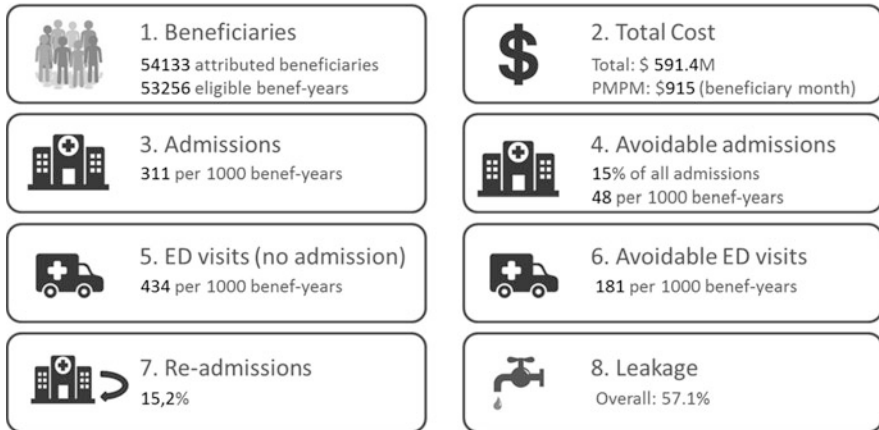 1. Beneficiaries
54133 attributed beneficiaries
53256 eligible benef-years
2. Total Cost
Total: $ 591.4M
PMPM: $915 (beneficiary month)
3. Admissions
311 per 1000 benef-years
4. Avoidable admissions
15% of all admissions
48 per 1000 benef-years
5. ED visits (no admission)
434 per 1000 benef-years
6. Avoidable ED visits
181 per 1000 benef-years
7. Re-admissions
15,2%
8. Leakage
Overall: 57.1%